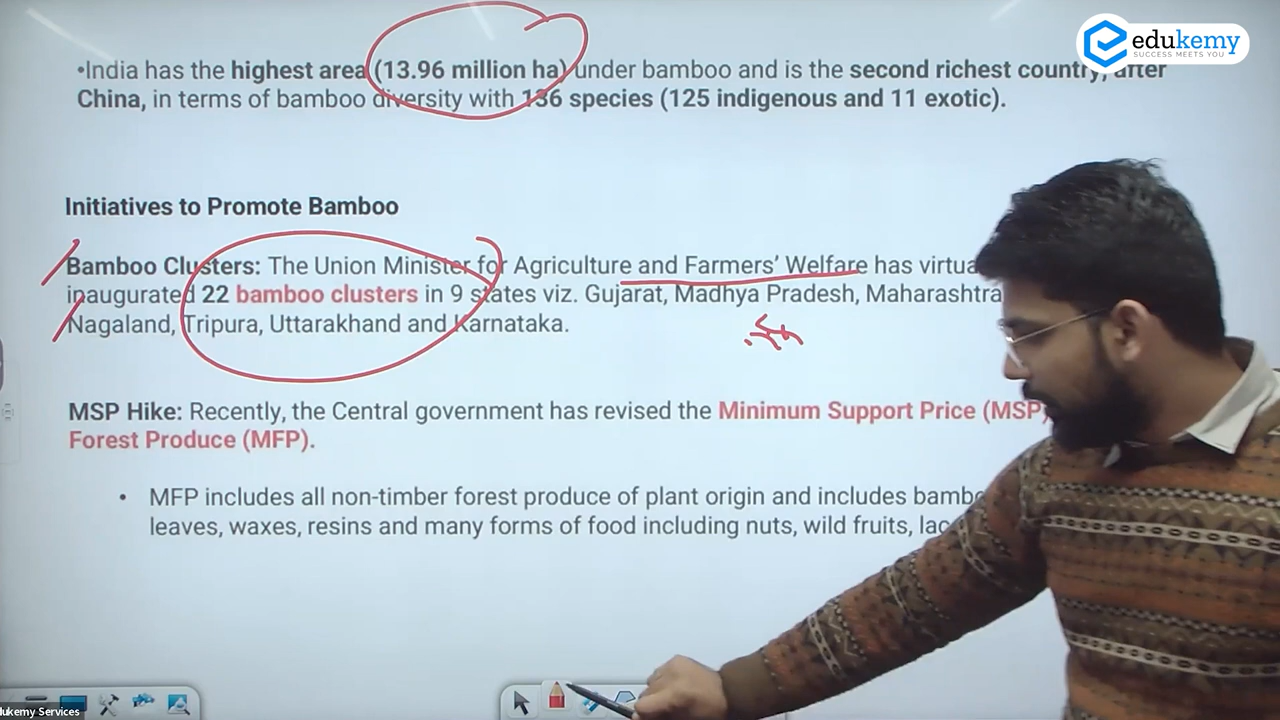 edukemy
SUCCESS MEETS YOU
•India has the highest area (13.96 million ha) under bamboo and is the second richest country, after
China, in terms of bamboo diversity with 136 species (125 indigenous and 11 exotic).
Initiatives to Promote Bamboo
Bamboo Clusters: The Union Minister for Agriculture and Farmers’ Welfare has
inaugurated 22 bamboo clusters in 9 states viz. Gujarat, Madhya Pradesh, Maharashtra
Nagaland, Tripura, Uttarakhand and Karnataka.
MSP Hike: Recently, the Central government has revised the Minimum Support Price (MSP)
Forest Produce (MFP).
• MFP includes all non-timber forest produce of plant origin and includes
leaves, waxes, resins and many forms of food including nuts, wild fruits,
Services